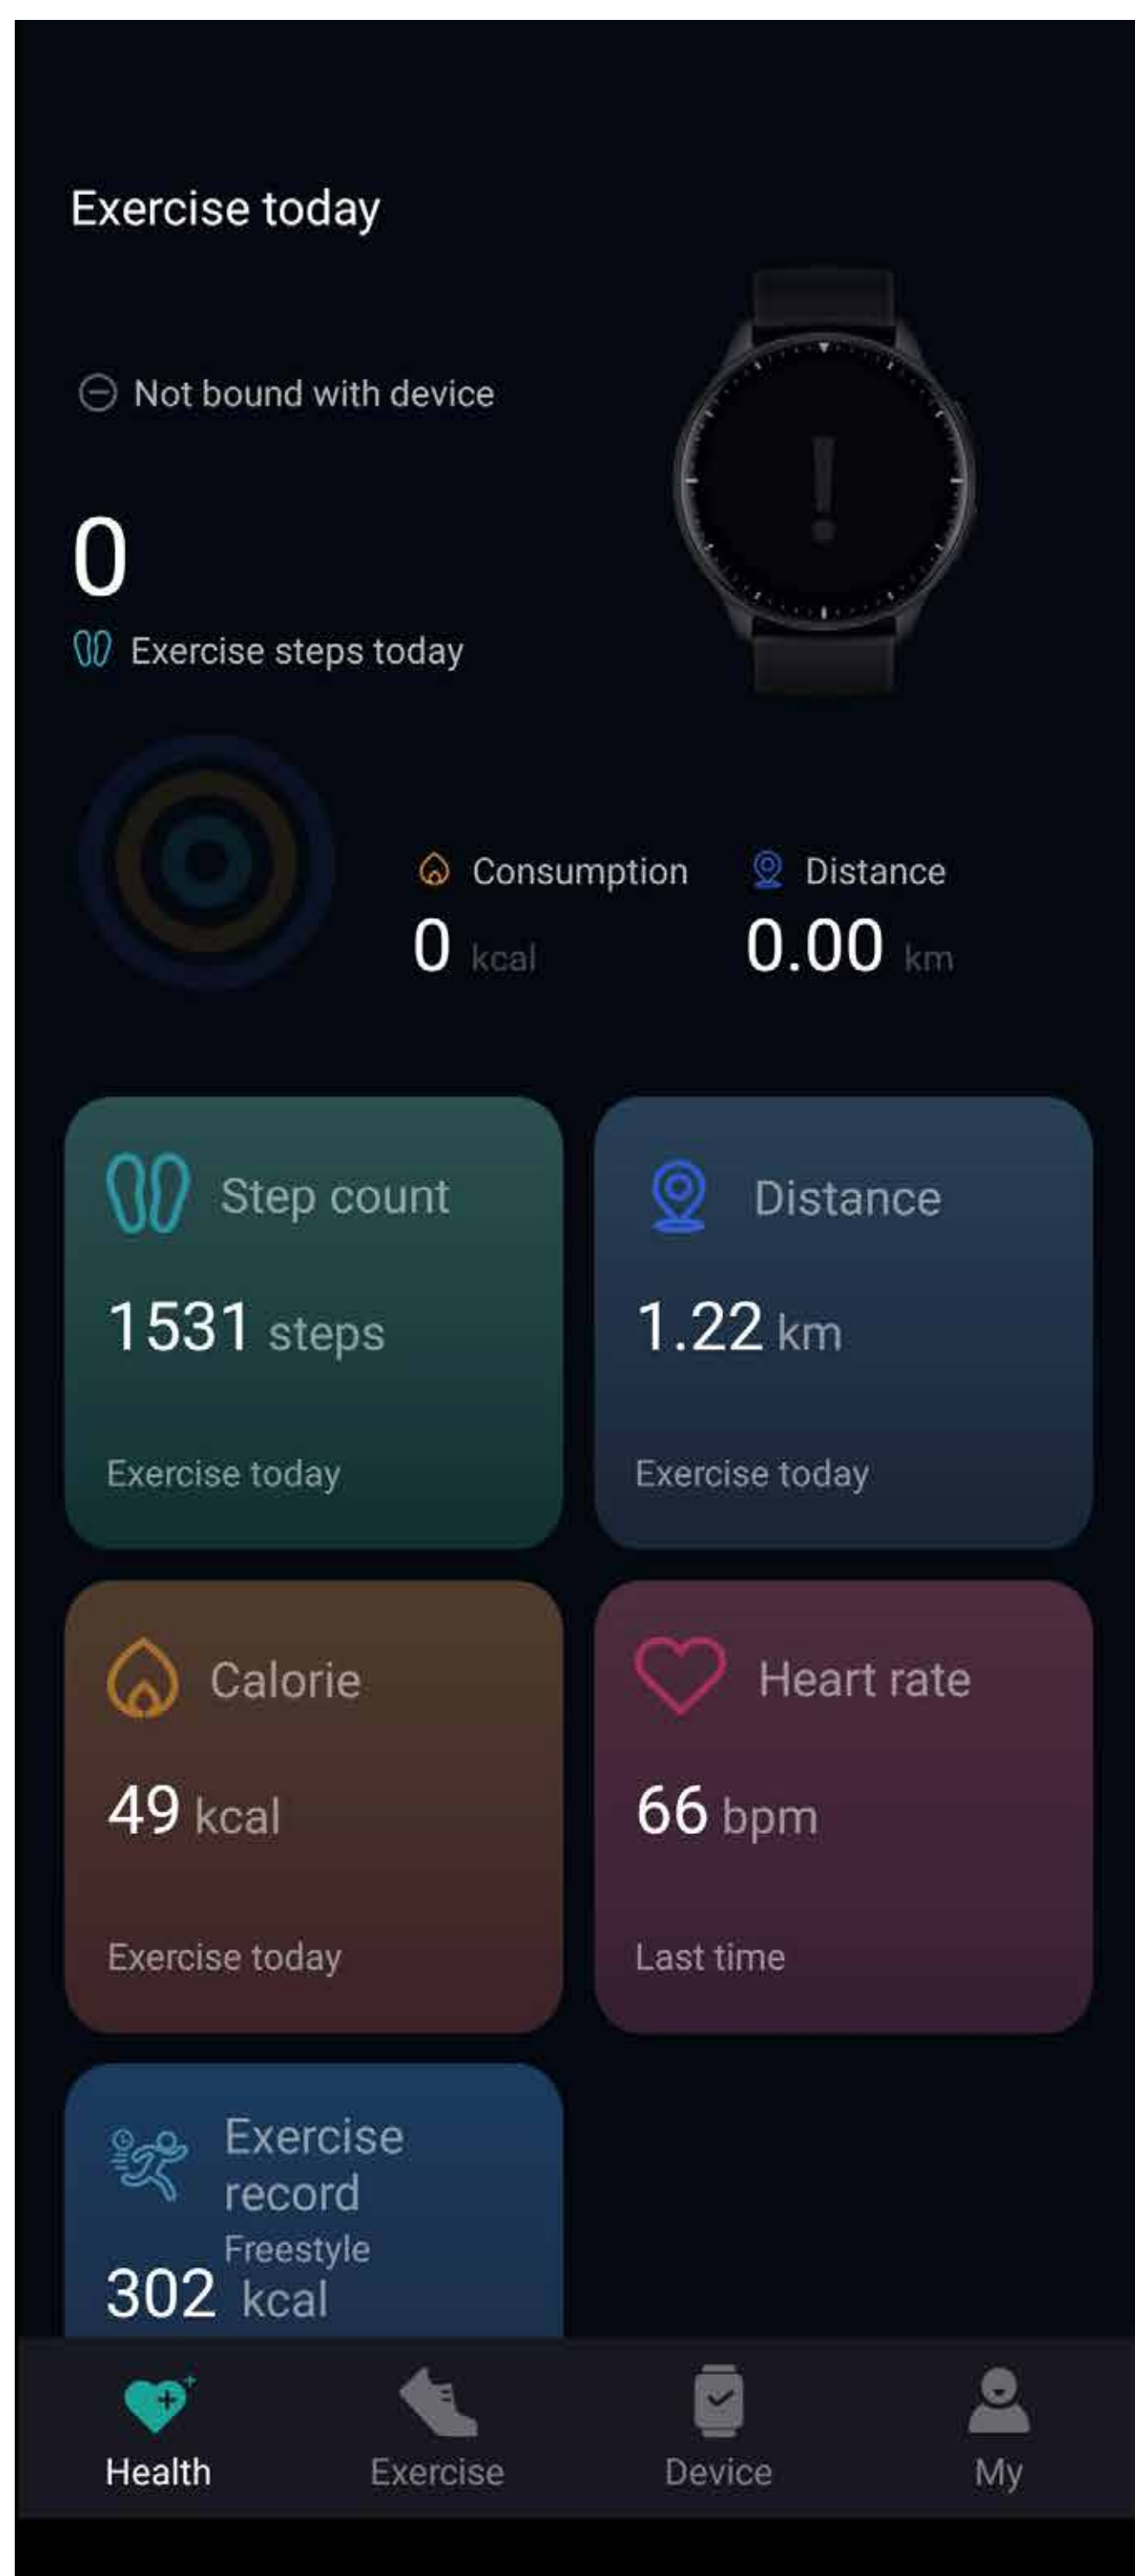 Exercise today
Not bound with device
0
Exercise steps today
Consumption
Distance
0 kcal
0.00 km
Step count
1531 steps
Exercise today
Distance
1.22 km
Exercise today
Calorie
49 kcal
Exercise today
Heart rate
66 bpm
Last time
Exercise
record
Freestyle
302 kcal
Health
Exercise
Device
My